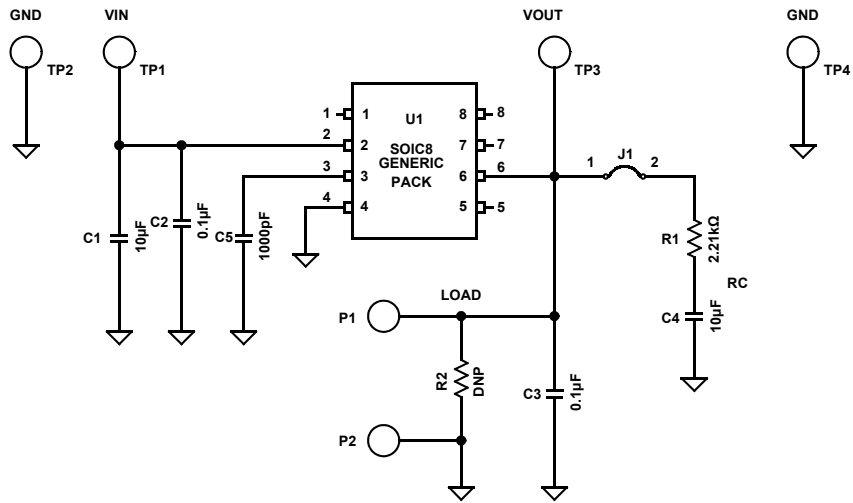 GND
VIN
VOUT
GND
TP2
TP1
TP3
TP4
U1
SOIC8
GENERIC
PACK
1
1
8
8
2
2
7
7
3
3
6
6
4
4
5
5
1
J1
2
C1
10µF
C2
0.1µF
C5
1000pF
R1
2.21kΩ
RC
C4
10µF
LOAD
P1
R2
DNP
C3
0.1µF
P2